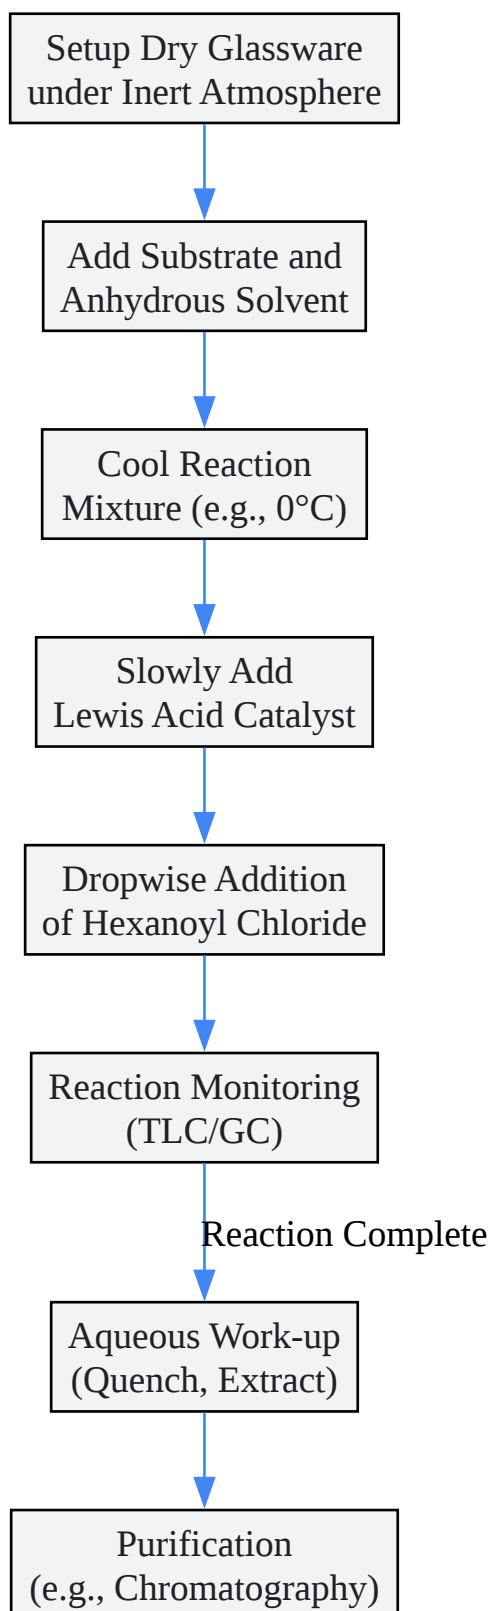 Setup Dry Glassware
under Inert Atmosphere
Add Substrate and
Anhydrous Solvent
Cool Reaction
Mixture (e.g., 0°C)
Slowly Add
Lewis Acid Catalyst
Dropwise Addition
of Hexanoyl Chloride
Reaction Monitoring
(TLC/GC)
Reaction Complete
Aqueous Work-up
(Quench, Extract)
Purification
(e.g., Chromatography)